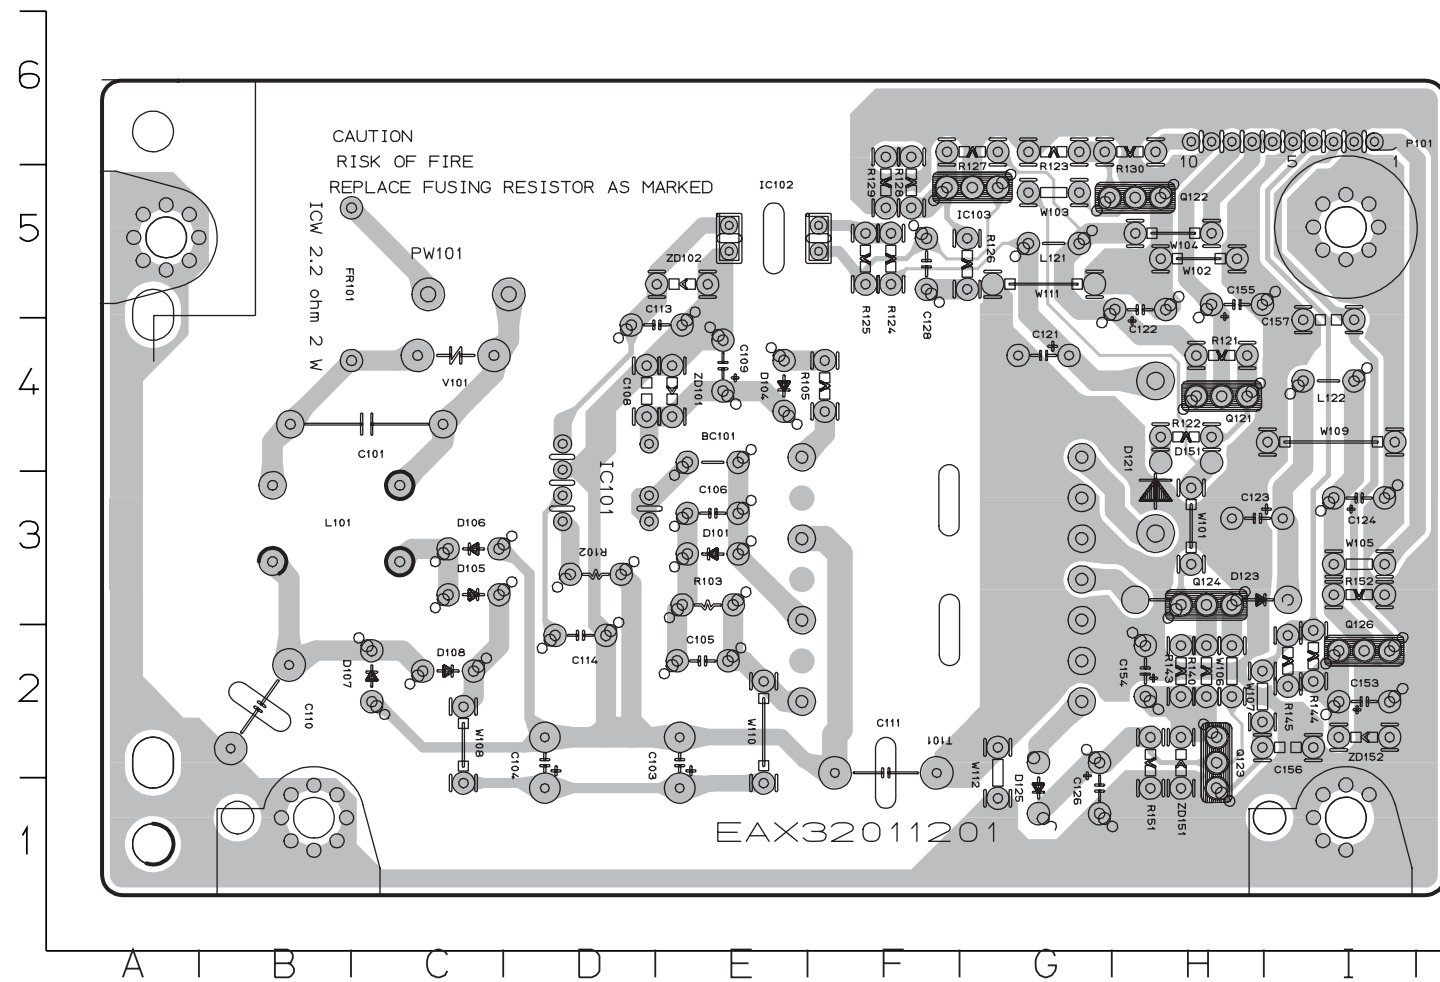 6
5
4
3
2
1
CAUTION
RISK OF FIRE
REPLACE FUSING RESISTOR AS MARKED
ICW 2.2 ohm 2 W
FR101
PW101
V101
C101
L101
D106
D105
D108
D107
C110
W108
C104
C114
C103
IC101
R102
IC102
ZD102
C113
C108
ZD101
C109
D104
R105
BC101
C106
D101
R103
C105
W110
C111
T101
EAX32011201
R129
R128
R127
R123
R130
10
5
1
P101
IC103
W103
Q122
R125
R124
C128
R126
L121
W104
W102
W111
C122
C155
C157
C121
R121
Q121
L122
R122
D151
W109
D121
W101
C123
C124
W105
R152
Q124
D123
Q126
C154
R143
R140
W106
W107
R145
R144
C153
ZD152
C156
Q123
W112
D125
C126
R151
ZD151
A
B
C
D
E
F
G
H
I